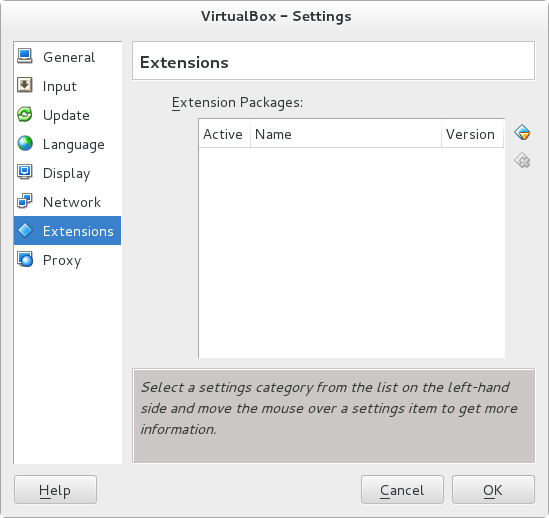 VirtualBox – Settings
General
Input
Update
Language
Display
Network
Extensions
Proxy
Extensions
Extension Packages:
Active Name Version
Select a settings category from the list on the left-hand
side and move the mouse over a settings item to get more
information.
Help Cancel OK